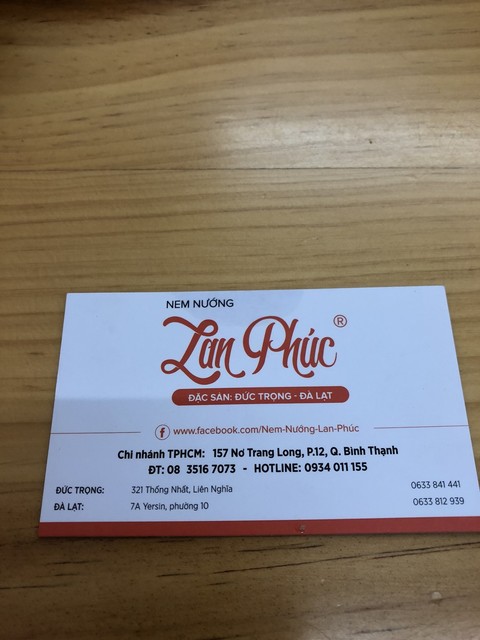 NEM NƯỚNG
Lan Phúc ®
ĐẶC SẢN: ĐỨC TRỌNG - ĐÀ LẠT
f www.facebook.com/Nem-Nướng-Lan-Phúc
Chi nhánh TPHCM: 157 Nơ Trang Long, P.12, Q. Bình Thạnh
ĐT: 08 3516 7073 - HOTLINE: 0934 011 155
ĐỨC TRỌNG: 321 Thống Nhất, Liên Nghĩa 0633 841 441
ĐÀ LẠT: 7A Yersin, phường 10 0633 812 939